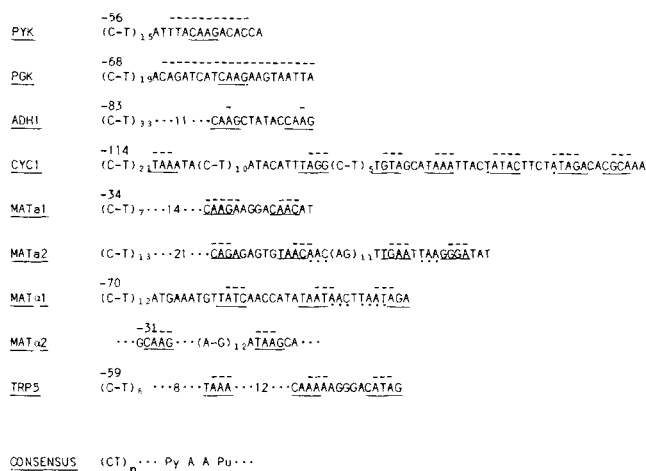 -56
PYK (C-T)15ATTTACAAGACACCA
-68
PGK (C-T)19ACAGATCATCAAGAAGTAATTA
-83
ADH1 (C-T)33···11···CAAGCTATACCAAG
-114
CYC1 (C-T)21TAAATA(C-T)10ATACATTTAGG(C-T)5TGTAGCATAAATTACTATACTTCTATAGACACGCAAA
-34
MATa1 (C-T)7···14···CAAGAAGGACAACAT
MATa2 (C-T)13···21···CAGAGAGTGTAACAAC(AG)11TTGAATTAAGGGATAT
-70
MATα1 (C-T)12ATGAAATGTTATCAACCATATAATAACTTAATAGA
-31
MATα2 ···GCAAG···(A-G)12ATAAGCA···
-59
TRP5 (C-T)6 ···8···TAAA···12···CAAAAAGGGACATAG
CONSENSUS (CT)n··· Py A A Pu···